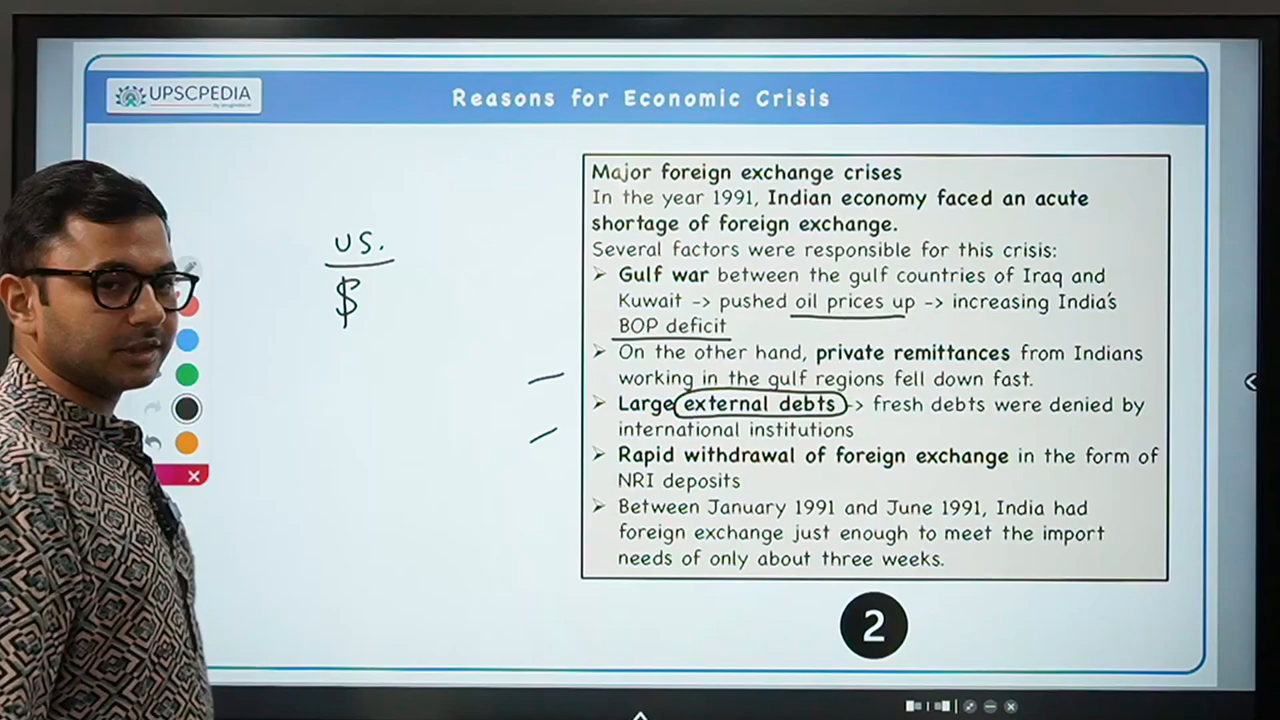 UPSCPEDIA
Reasons for Economic Crisis
US.
$
Major foreign exchange crises
In the year 1991, Indian economy faced an acute
shortage of foreign exchange.
Several factors were responsible for this crisis:
➢ Gulf war between the gulf countries of Iraq and
Kuwait -> pushed oil prices up -> increasing India's
BOP deficit
➢ On the other hand, private remittances from Indians
working in the gulf regions fell down fast.
➢ Large external debts -> fresh debts were denied by
international institutions
➢ Rapid withdrawal of foreign exchange in the form of
NRI deposits
➢ Between January 1991 and June 1991, India had
foreign exchange just enough to meet the import
needs of only about three weeks.
2